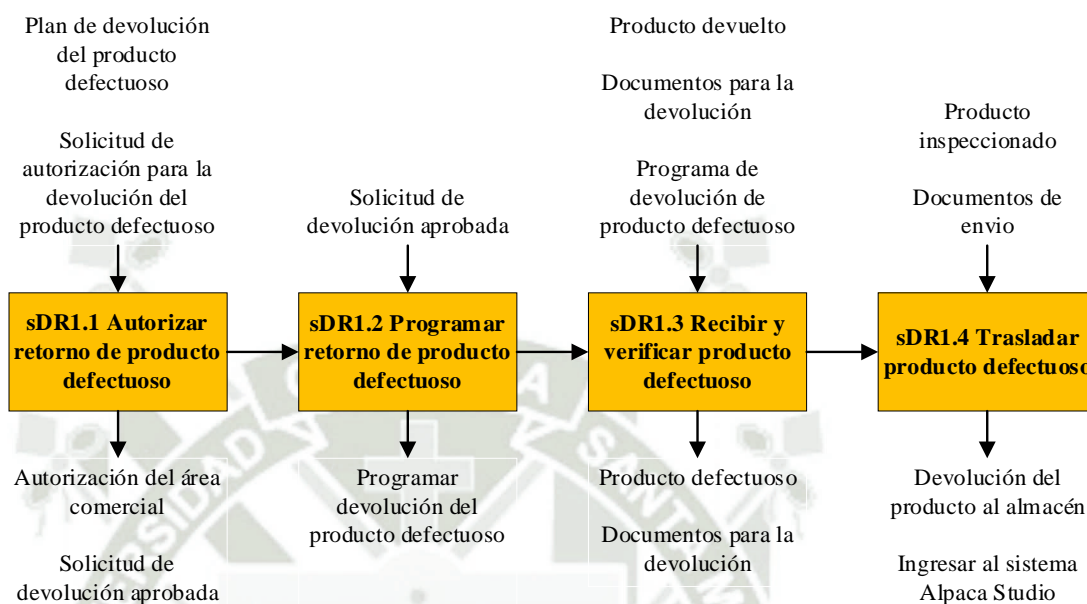 Plan de devolución
del producto
defectuoso
Solicitud de
autorización para la
devolución del
producto defectuoso
Solicitud de
devolución aprobada
Producto devuelto
Documentos para la
devolución
Programa de
devolución de
producto defectuoso
Producto
inspeccionado
Documentos de
envio
sDR1.1 Autorizar
retorno de producto
defectuoso
sDR1.2 Programar
retorno de producto
defectuoso
sDR1.3 Recibir y
verificar producto
defectuoso
sDR1.4 Trasladar
producto defectuoso
Autorización del área
comercial
Solicitud de
devolución aprobada
Programar
devolución del
producto defectuoso
Producto defectuoso
Documentos para la
devolución
Devolución del
producto al almacén
Ingresar al sistema
Alpaca Studio